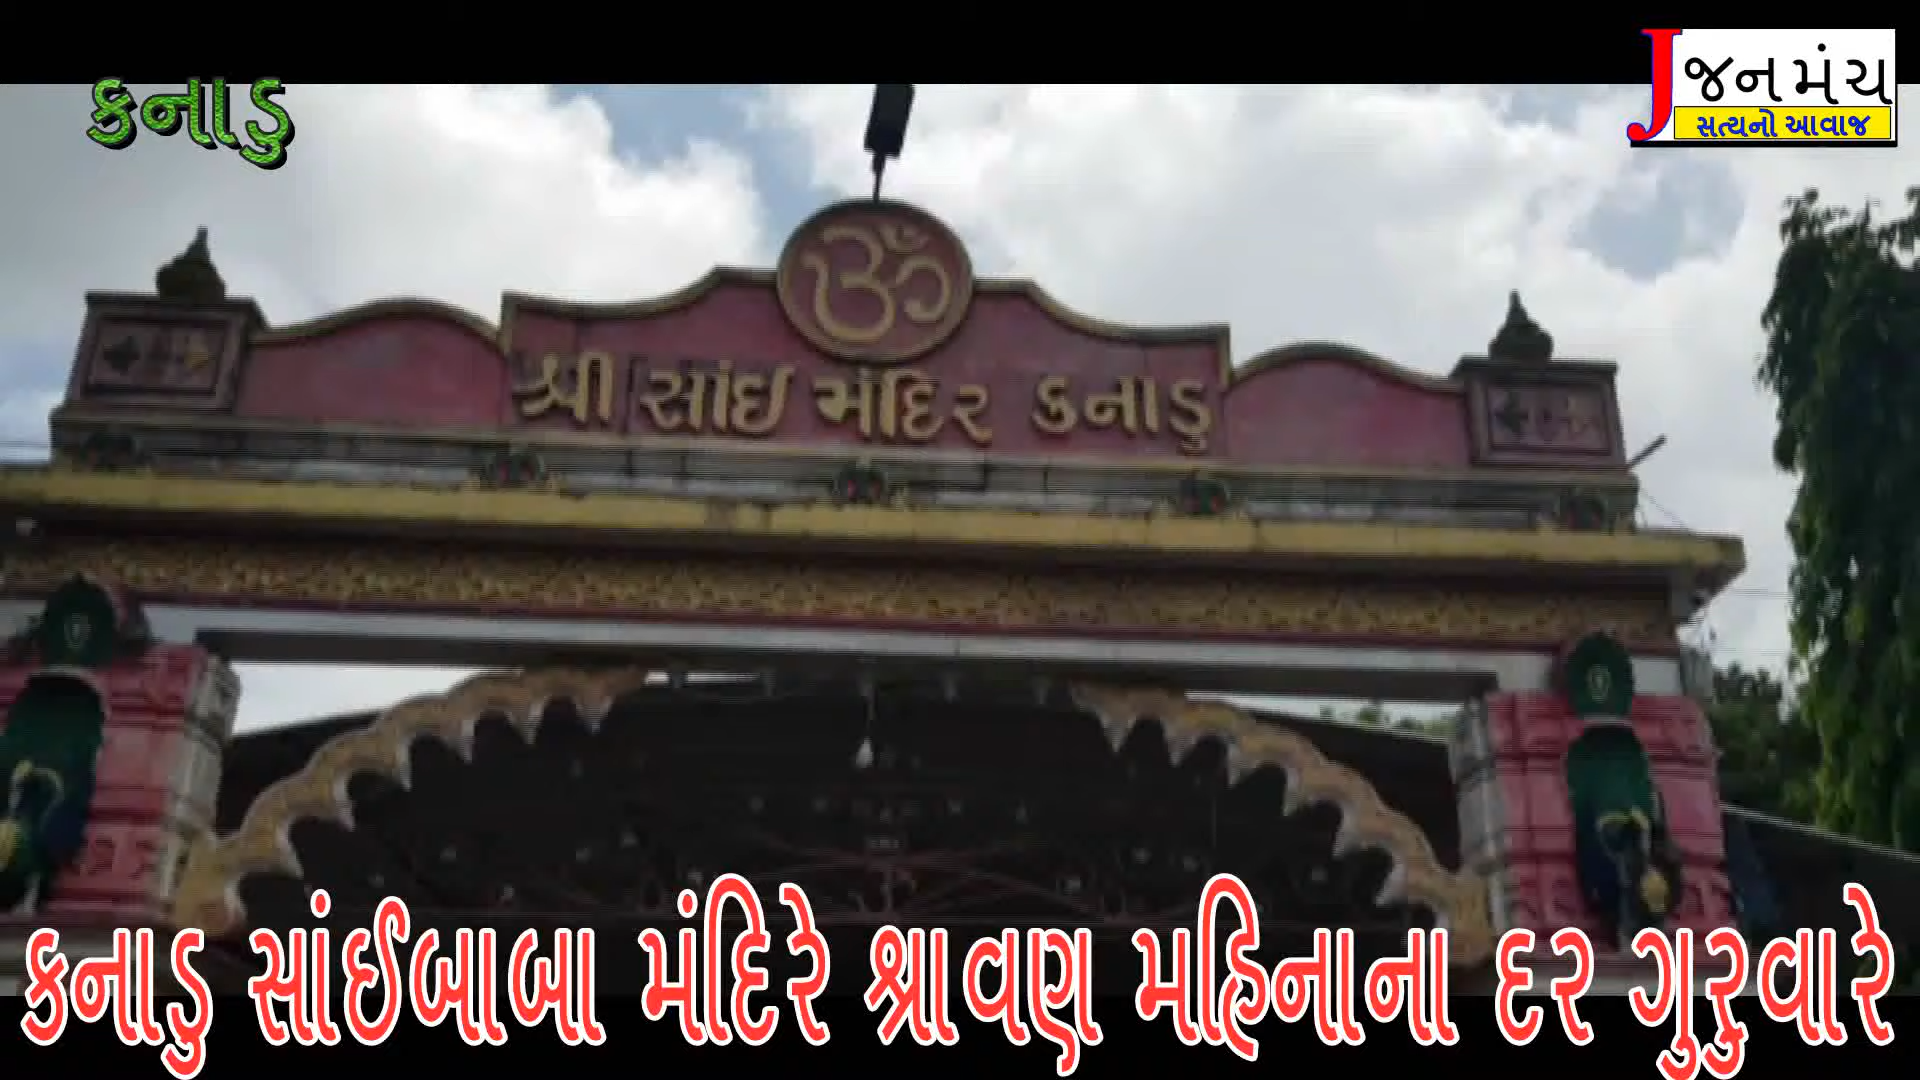 કનાડુ
J જનમંચ
સત્યનો આવાજ
ૐ
શ્રી સાંઈ મંદિર કનાડુ
કનાડુ સાંઈબાબા મંદિરે શ્રાવણ મહિનાના દર ગુરુવારે